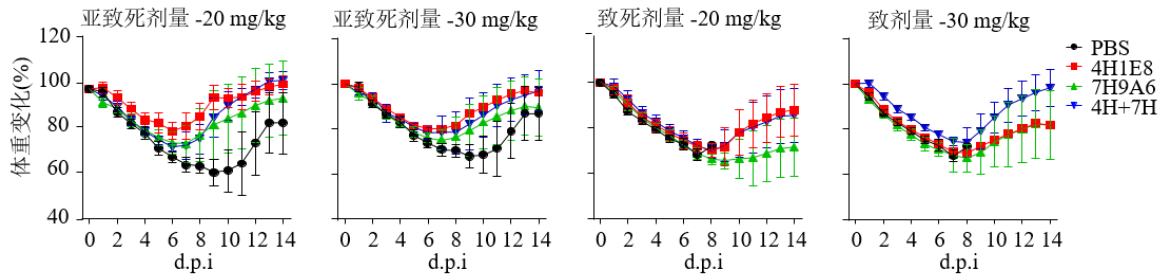 亚致死剂量 -20 mg/kg
亚致死剂量 -30 mg/kg
致死剂量 -20 mg/kg
致剂量 -30 mg/kg
体重变化(%)
120
100
80
60
40
0 2 4 6 8 10 12 14
d.p.i
0 2 4 6 8 10 12 14
d.p.i
0 2 4 6 8 10 12 14
d.p.i
0 2 4 6 8 10 12 14
d.p.i
PBS
4H1E8
7H9A6
4H+7H